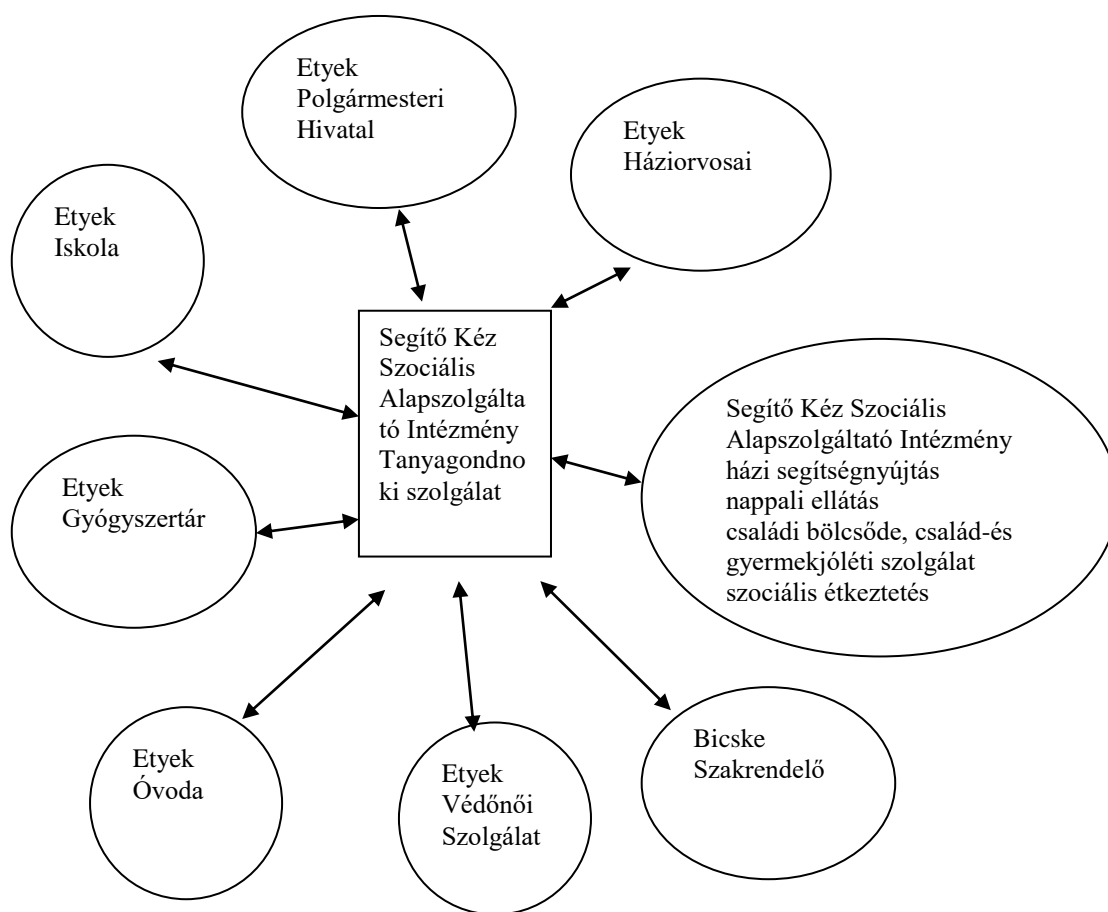 Etyek
Polgármesteri
Hivatal
Etyek
Háziorvosai
Etyek
Iskola
Segítő Kéz
Szociális
Alapszolgálta
tó Intézmény
Tanyagondno
ki szolgálat
Segítő Kéz Szociális
Alapszolgáltató Intézmény
házi segítségnyújtás
nappali ellátás
családi bölcsőde, család-és
gyermekjóléti szolgálat
szociális étkeztetés
Etyek
Gyógyszertár
Etyek
Óvoda
Etyek
Védőnői
Szolgálat
Bicske
Szakrendelő